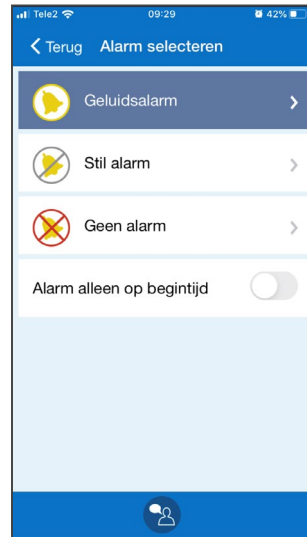 Tele2 09:29 42%
Terug Alarm selecteren
Geluidsalarm
Stil alarm
Geen alarm
Alarm alleen op begintijd